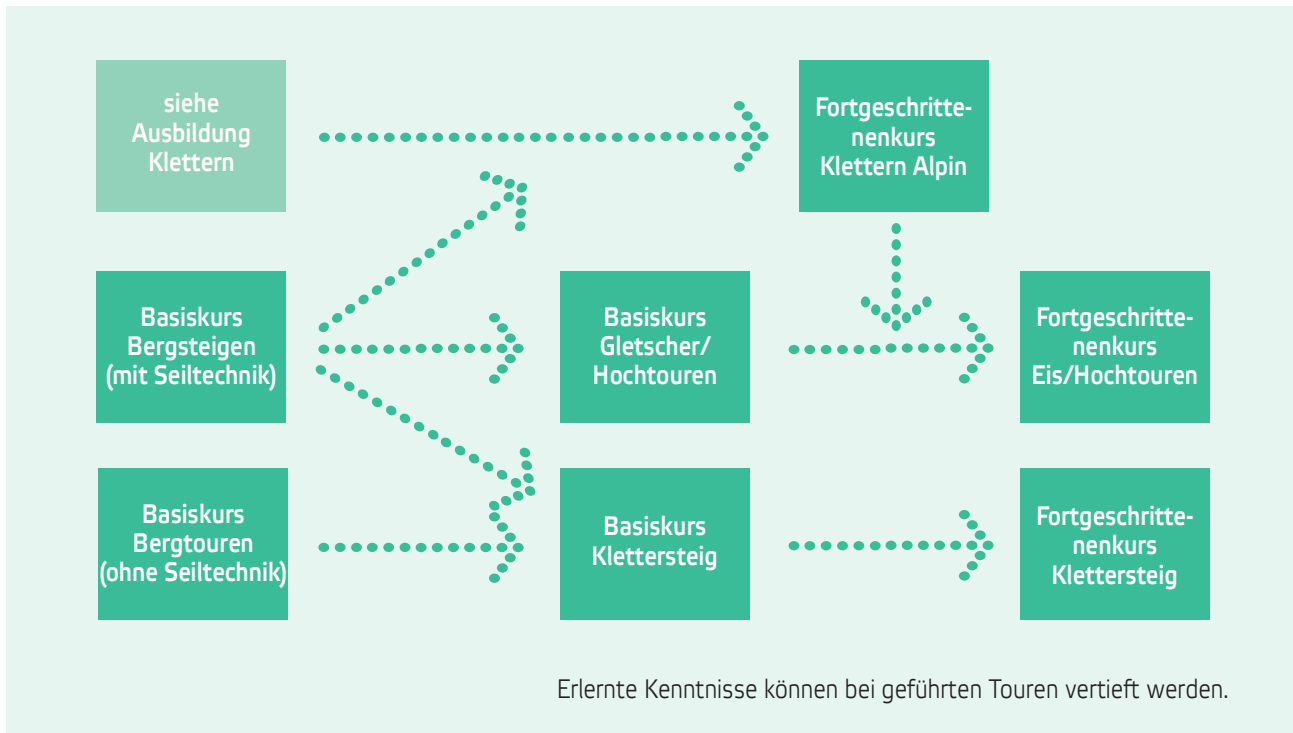 siehe
Ausbildung
Klettern
Fortgeschritte-
nenkurs
Klettern Alpin
Basiskurs
Bergsteigen
(mit Seiltechnik)
Basiskurs
Gletscher/
Hochtouren
Fortgeschritte-
nenkurs
Eis/Hochtouren
Basiskurs
Bergtouren
(ohne Seiltechnik)
Basiskurs
Klettersteig
Fortgeschritte-
nenkurs
Klettersteig
Erlernte Kenntnisse können bei geführten Touren vertieft werden.